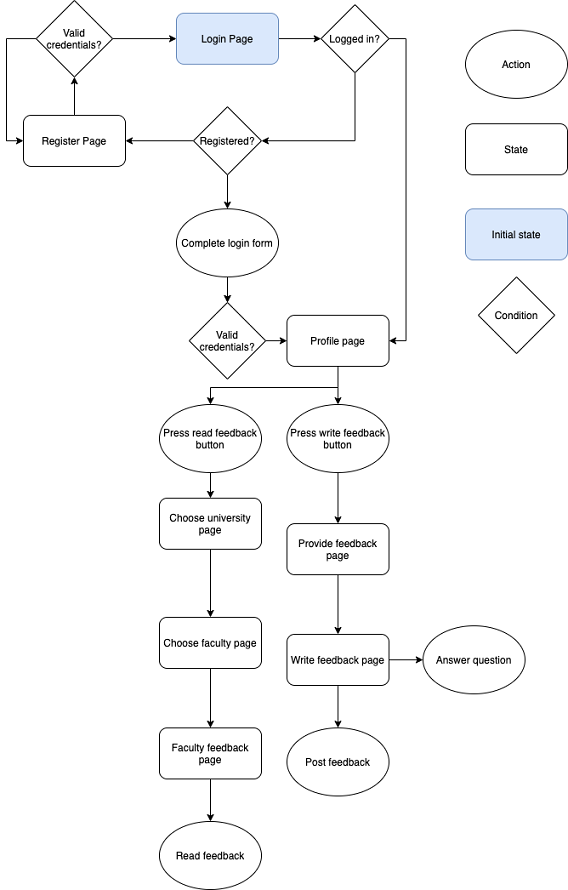 Valid
credentials?
Login Page
Logged in?
Action
Register Page
Registered?
State
Complete login form
Initial state
Valid
credentials?
Profile page
Condition
Press read feedback
button
Press write feedback
button
Choose university
page
Provide feedback
page
Choose faculty page
Write feedback page
Answer question
Faculty feedback
page
Post feedback
Read feedback